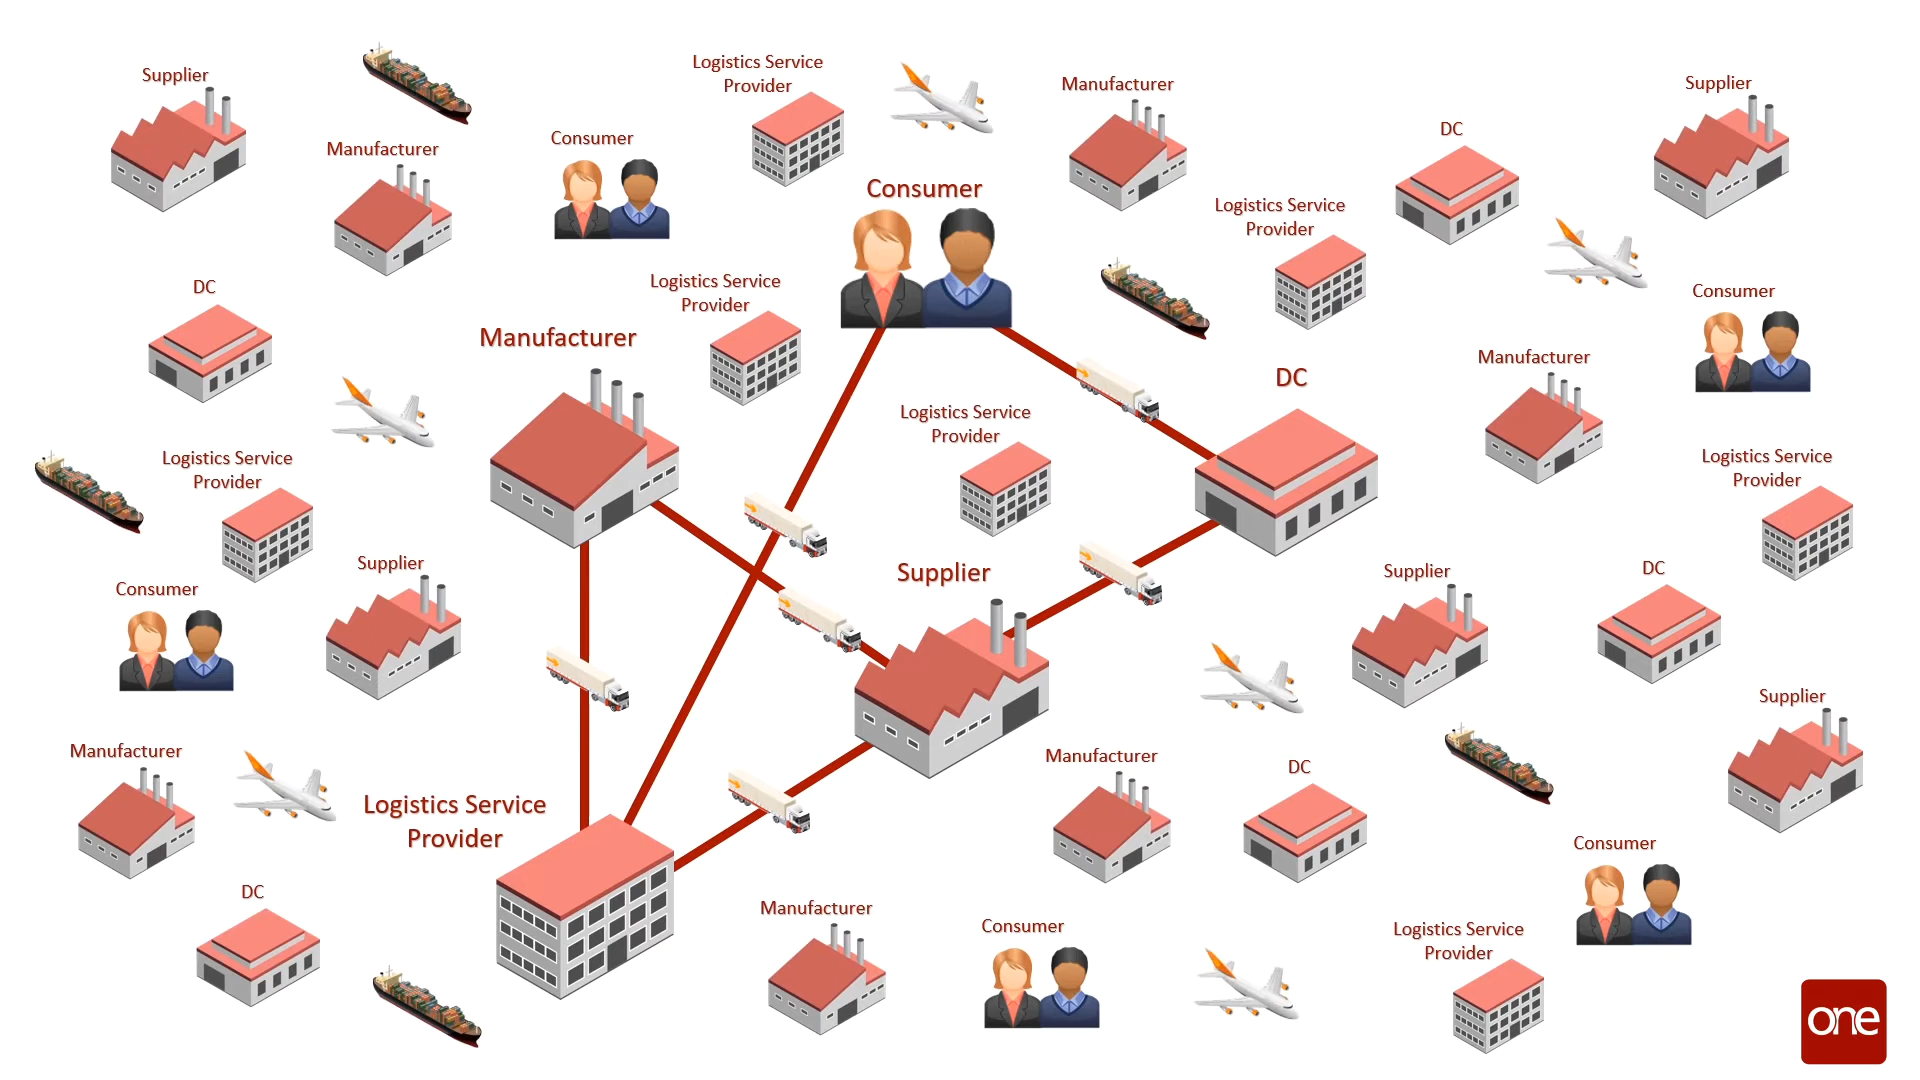 Supplier
Logistics Service
Provider
Manufacturer
Supplier
Manufacturer
Consumer
DC
Consumer
Logistics Service
Provider
DC
Logistics Service
Provider
Consumer
Manufacturer
Manufacturer
DC
Logistics Service
Provider
Logistics Service
Provider
Logistics Service
Provider
Supplier
Supplier
Supplier
DC
Consumer
Supplier
Manufacturer
Manufacturer
DC
Logistics Service
Provider
Consumer
DC
Manufacturer
Consumer
Logistics Service
Provider
one